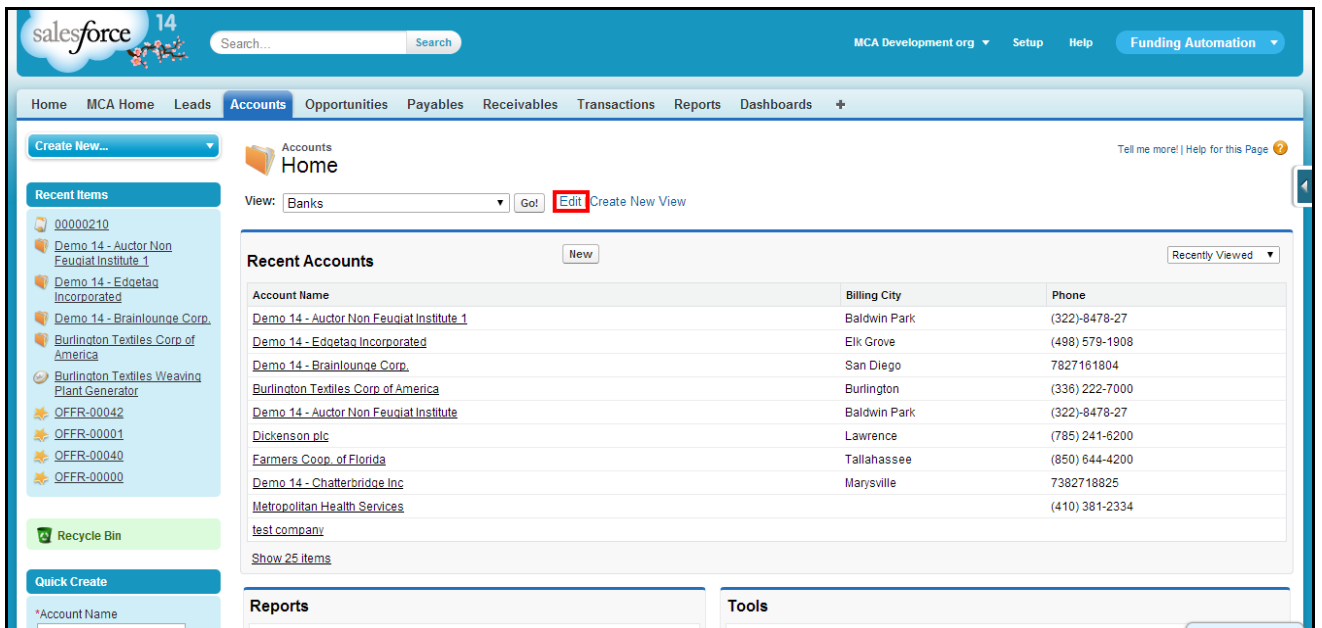 salesforce 14
Search... Search MCA Development org Setup Help Funding Automation
Home MCA Home Leads Accounts Opportunities Payables Receivables Transactions Reports Dashboards +
Create New...
Accounts
Home
Tell me more! | Help for this Page ?
View: Banks Go! Edit | Create New View
Recent Items
00000210
Demo 14 - Auctor Non
Feugiat Institute 1
Demo 14 - Edgetag
Incorporated
Demo 14 - Brainlounge Corp.
Burlington Textiles Corp of
America
Burlington Textiles Weaving
Plant Generator
OFFR-00042
OFFR-00001
OFFR-00040
OFFR-00000
Recycle Bin
Quick Create
*Account Name
Recent Accounts New Recently Viewed
Account Name Billing City Phone
Demo 14 - Auctor Non Feugiat Institute 1 Baldwin Park (322)-8478-27
Demo 14 - Edgetag Incorporated Elk Grove (498) 579-1908
Demo 14 - Brainlounge Corp. San Diego 7827161804
Burlington Textiles Corp of America Burlington (336) 222-7000
Demo 14 - Auctor Non Feugiat Institute Baldwin Park (322)-8478-27
Dickenson plc Lawrence (785) 241-6200
Farmers Coop. of Florida Tallahassee (850) 644-4200
Demo 14 - Chatterbridge Inc Marysville 7382718825
Metropolitan Health Services (410) 381-2334
test company
Show 25 items
Reports Tools